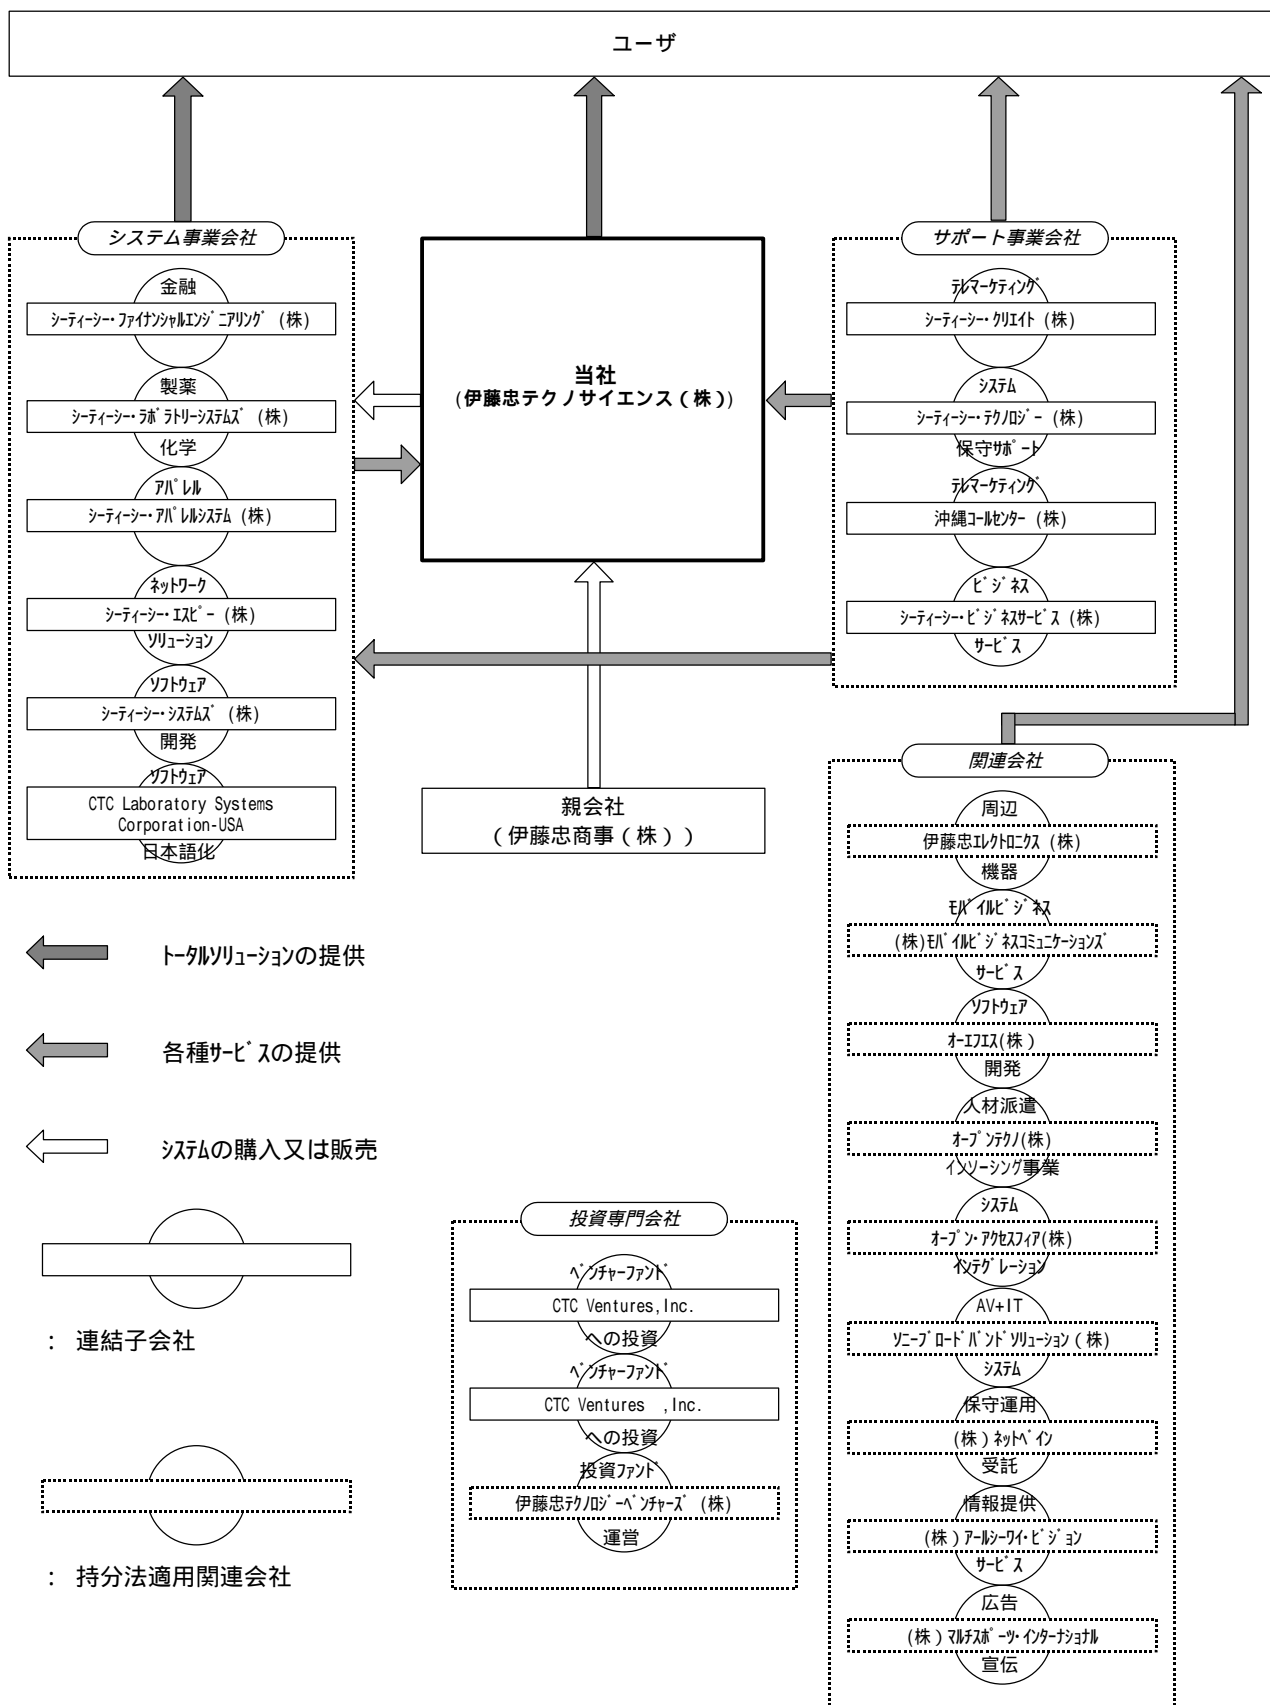 ユーザ
システム事業会社
金融
シーティーシー・ファイナンシャルエンジニアリング (株)
製薬
シーティーシー・ラボラトリーシステムズ (株)
化学
アパレル
シーティーシー・アパレルシステム (株)
ネットワーク
シーティーシー・エスピー (株)
ソリューション
ソフトウェア
シーティーシー・システムズ (株)
開発
ソフトウェア
CTC Laboratory Systems
Corporation-USA
日本語化
当社
(伊藤忠テクノサイエンス(株))
親会社
(伊藤忠商事(株))
サポート事業会社
テレマーケティング
シーティーシー・クリエイト (株)
システム
シーティーシー・テクノロジー (株)
保守サポート
テレマーケティング
沖縄コールセンター (株)
ビジネス
シーティーシー・ビジネスサービス (株)
サービス
関連会社
周辺
伊藤忠エレクトロニクス (株)
機器
モバイルビジネス
(株)モバイルビジネスコミュニケーションズ
サービス
ソフトウェア
オーエフエス(株)
開発
人材派遣
オープンテクノ(株)
インソーシング事業
システム
オープン・アクセスフィア(株)
インテグレーション
AV+IT
ソニーブロードバンドソリューション(株)
システム
保守運用
(株)ネットペイン
受託
情報提供
(株)アールシーワイ・ビジョン
サービス
広告
(株)マルチスポーツ・インターナショナル
宣伝
トータルソリューションの提供
各種サービスの提供
システムの購入又は販売
: 連結子会社
: 持分法適用関連会社
投資専門会社
ベンチャーファンド
CTC Ventures,Inc.
への投資
ベンチャーファンド
CTC Ventures ,Inc.
への投資
投資ファンド
伊藤忠テクノロジーベンチャーズ (株)
運営